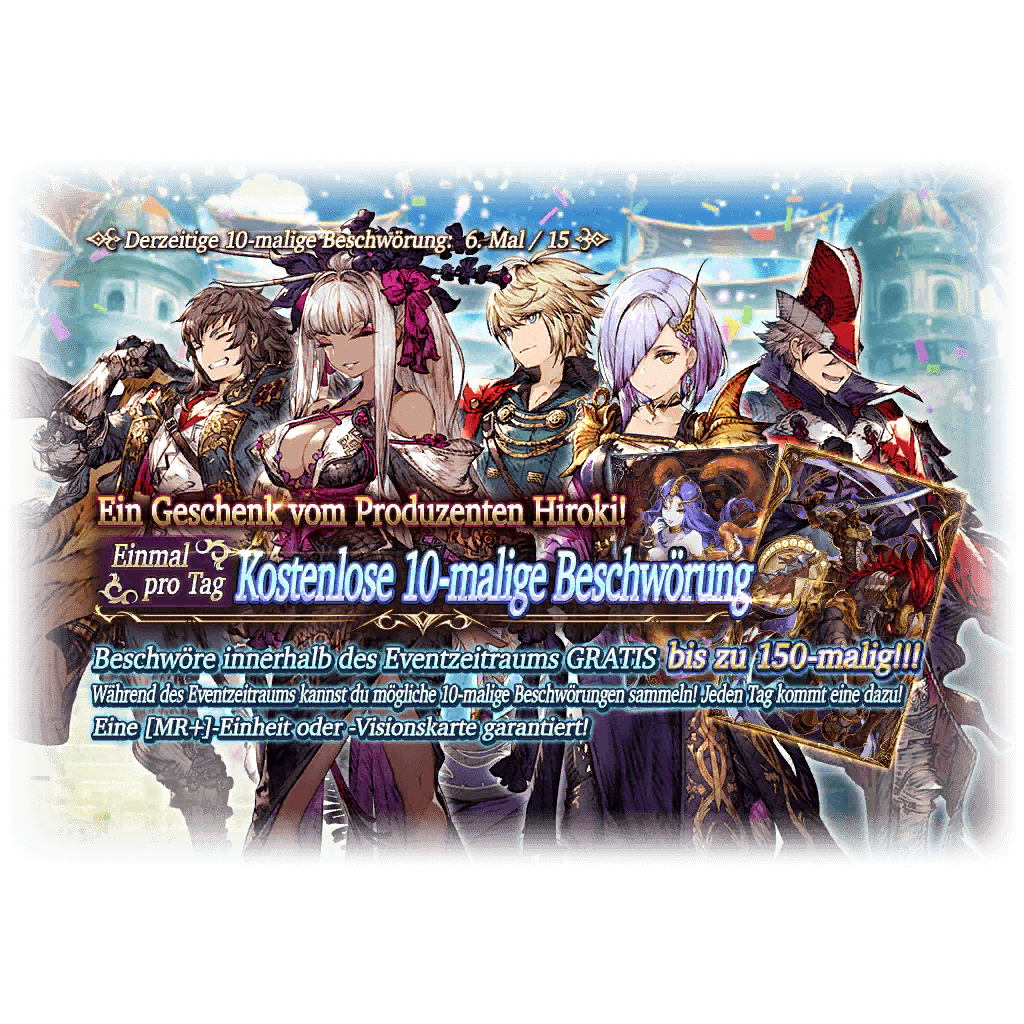 Derzeitige 10-malige Beschwörung: 6. Mal / 15
Ein Geschenk vom Produzenten Hiroki!
Einmal
pro Tag
Kostenlose 10-malige Beschwörung
Beschwöre innerhalb des Eventzeitraums GRATIS bis zu 150-malig!!!
Während des Eventzeitraums kannst du mögliche 10-malige Beschwörungen sammeln! Jeden Tag kommt eine dazu!
Eine [MR+]-Einheit oder -Visionskarte garantiert!